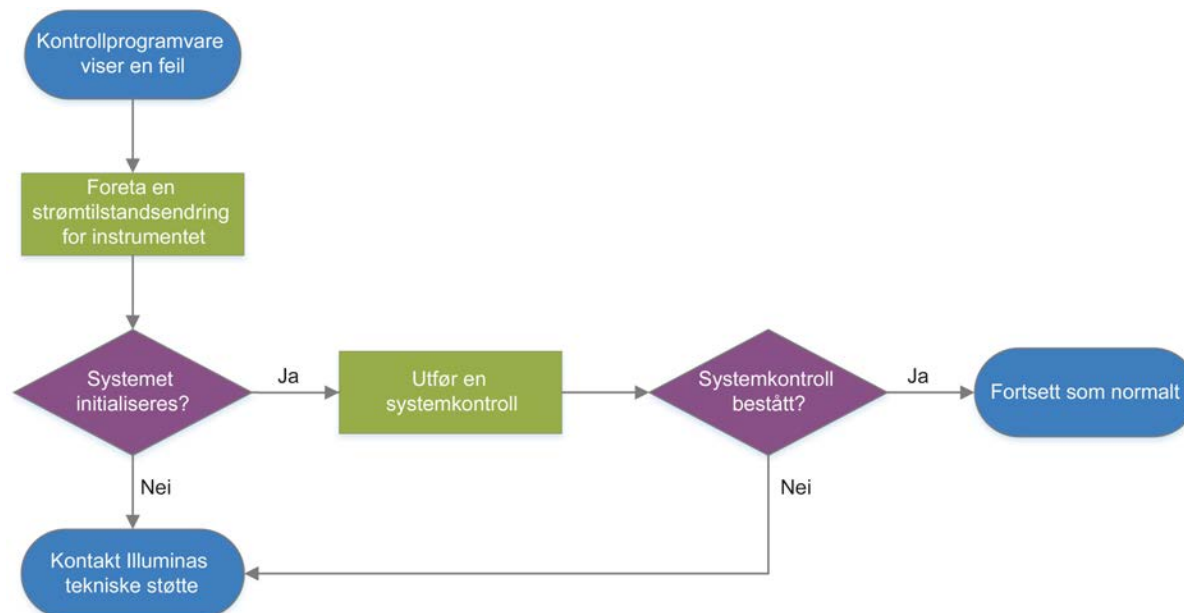 Kontrollprogramvare
viser en feil
Foreta en
strømtilstandsendring
for instrumentet
Systemet
initialiseres?
Ja
Utfør en
systemkontroll
Systemkontroll
bestått?
Ja
Fortsett som normalt
Nei
Nei
Kontakt Illuminas
tekniske støtte